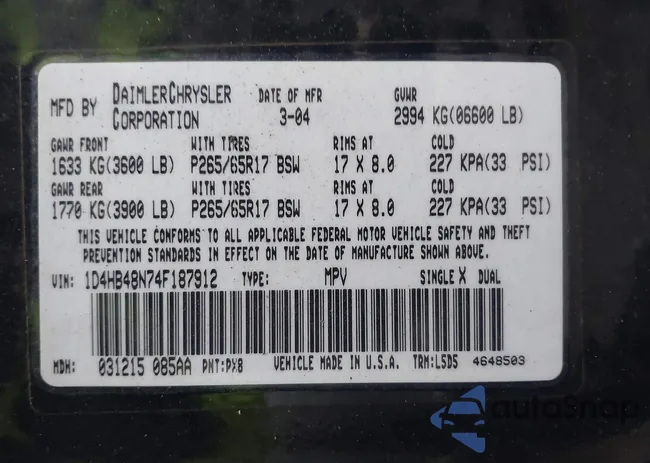 MFD BY DAIMLERCHRYSLER CORPORATION DATE OF MFR 3-04 GVWR 2994 KG(06600 LB)
GAWR FRONT WITH TIRES RIMS AT COLD
1633 KG(3600 LB) P265/65R17 BSW 17 X 8.0 227 KPA(33 PSI)
GAWR REAR WITH TIRES RIMS AT COLD
1770 KG(3900 LB) P265/65R17 BSW 17 X 8.0 227 KPA(33 PSI)
THIS VEHICLE CONFORMS TO ALL APPLICABLE FEDERAL MOTOR VEHICLE SAFETY AND THEFT
PREVENTION STANDARDS IN EFFECT ON THE DATE OF MANUFACTURE SHOWN ABOVE.
VIN: 1D4HB48N74F187912 TYPE: MPV SINGLE X DUAL
MDH: 031215 085AA PNT:PX8 VEHICLE MADE IN U.S.A. TRM:L5D5 4648503
autoSnap